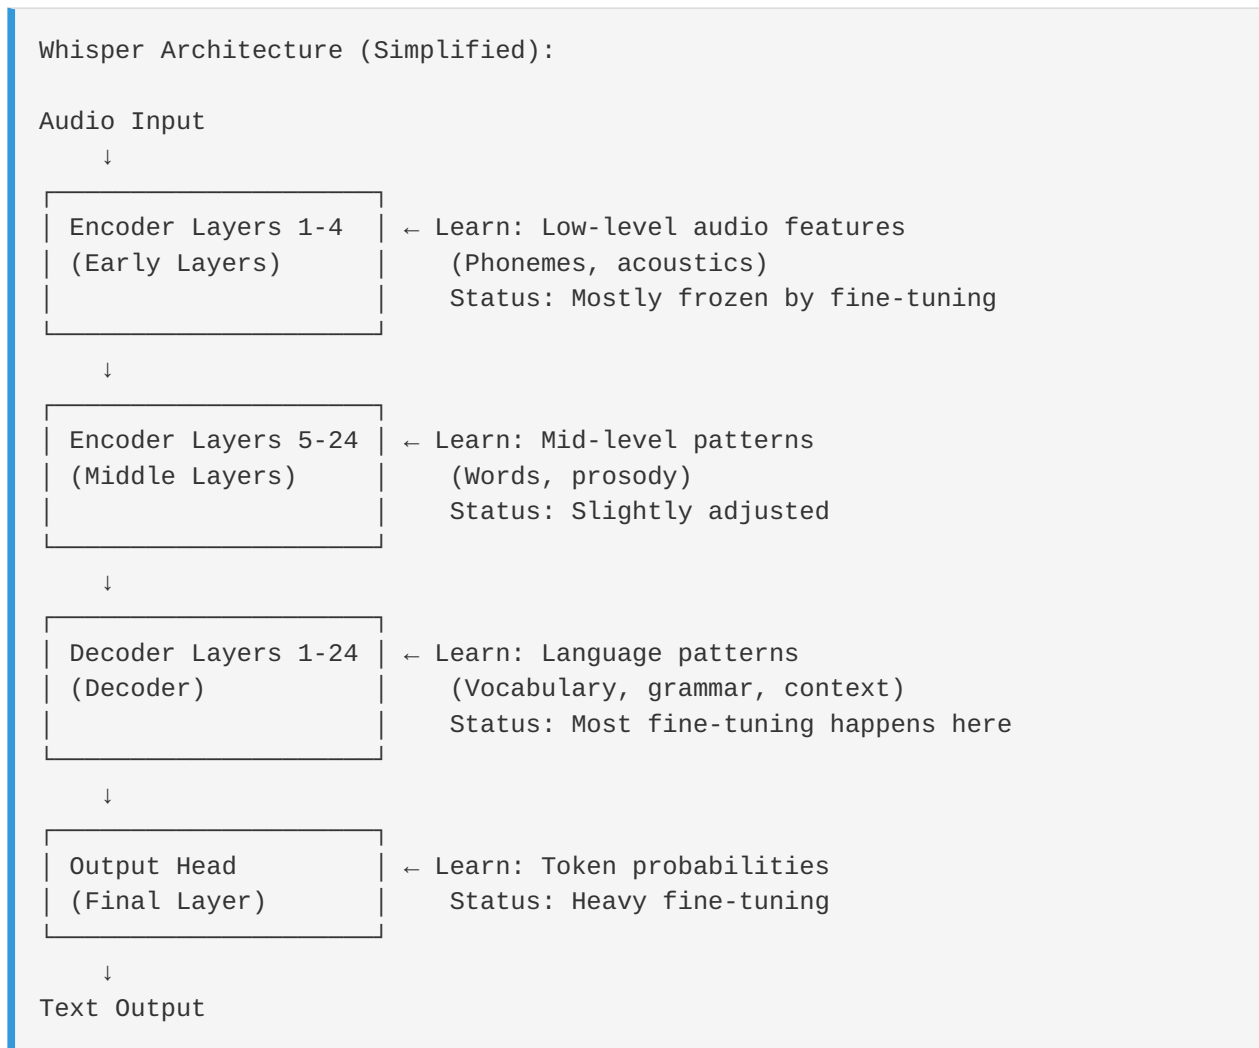 Whisper Architecture (Simplified):
Audio Input
↓
Encoder Layers 1-4 ← Learn: Low-level audio features
(Early Layers) (Phonemes, acoustics)
Status: Mostly frozen by fine-tuning
↓
Encoder Layers 5-24 ← Learn: Mid-level patterns
(Middle Layers) (Words, prosody)
Status: Slightly adjusted
↓
Decoder Layers 1-24 ← Learn: Language patterns
(Decoder) (Vocabulary, grammar, context)
Status: Most fine-tuning happens here
↓
Output Head ← Learn: Token probabilities
(Final Layer) Status: Heavy fine-tuning
↓
Text Output